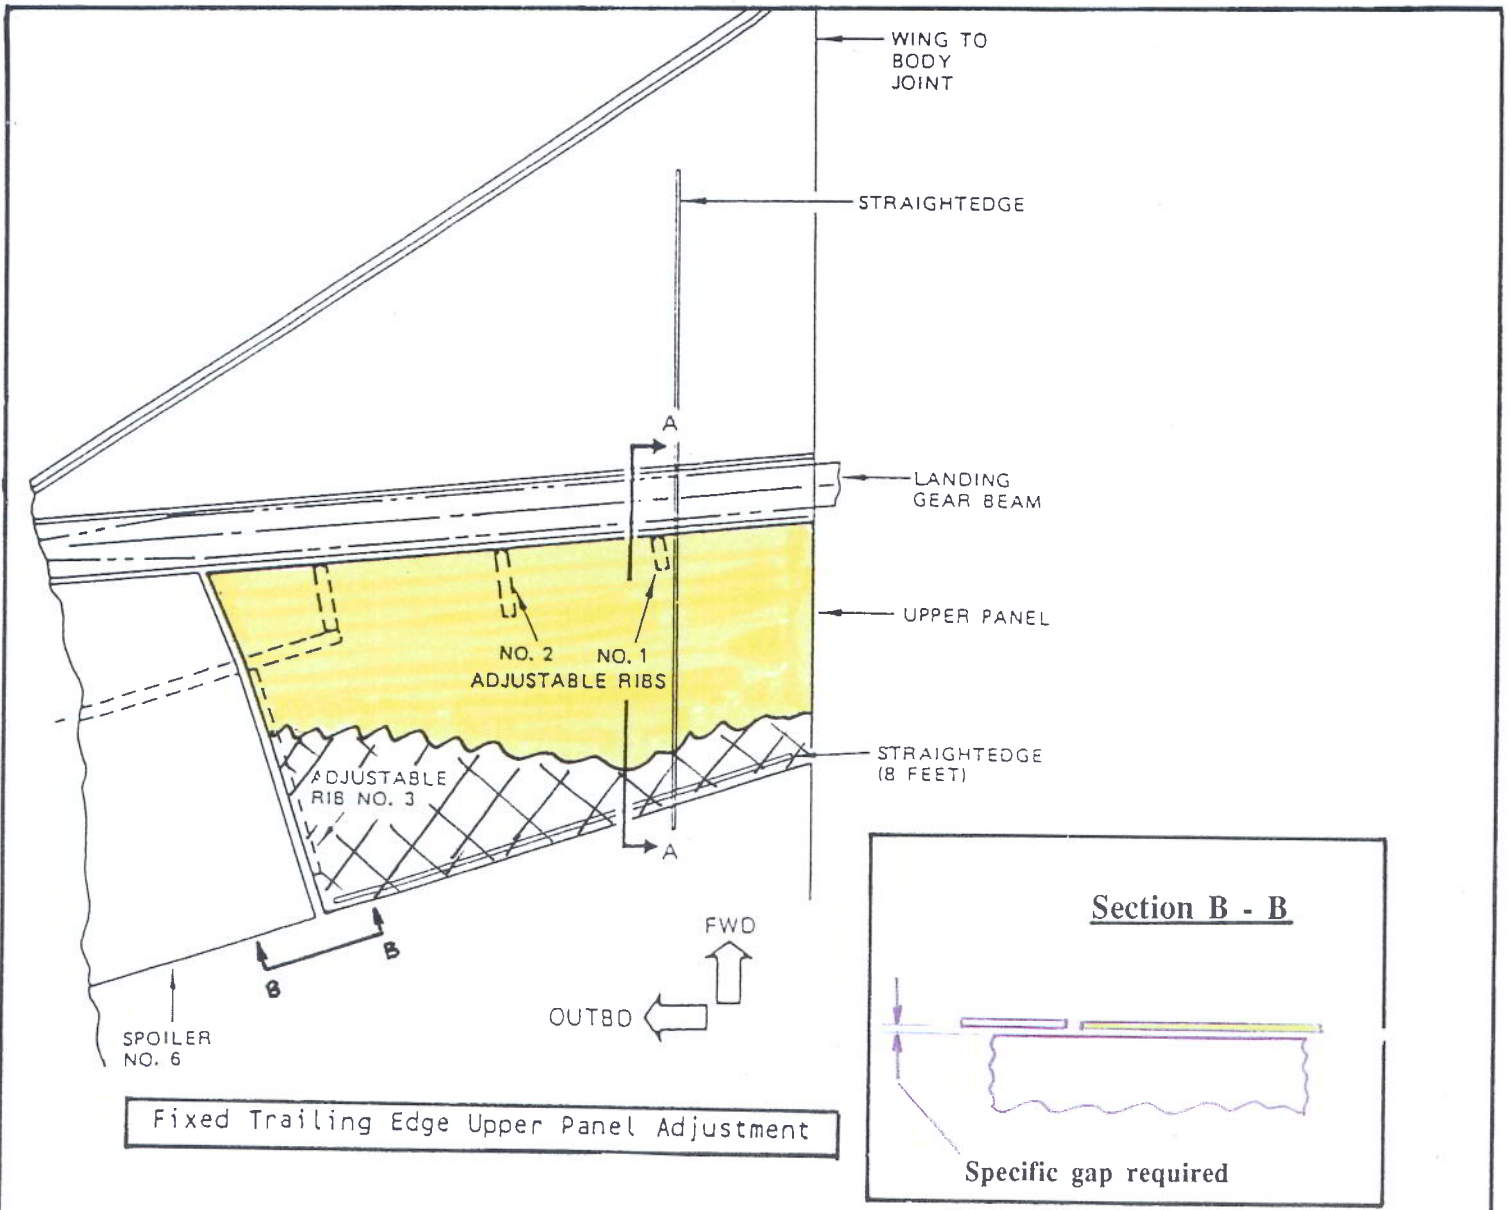 WING TO
BODY
JOINT
STRAIGHTEDGE
A
LANDING
GEAR BEAM
UPPER PANEL
NO. 2 NO. 1
ADJUSTABLE RIBS
STRAIGHTEDGE
(8 FEET)
ADJUSTABLE
RIB NO. 3
A
Section B - B
FWD
B
B
OUTBD
SPOILER
NO. 6
Fixed Trailing Edge Upper Panel Adjustment
Specific gap required